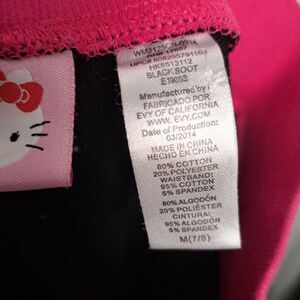 HK8513112
BLACK SOOT
Manufactured by:
FABRICADO POR
EVY OF CALIFORNIA
WWW.EVY.COM
Date of Production:
03/2014
MADE IN CHINA
HECHO EN CHINA
80% COTTON
20% POLYESTER
WAISTBAND:
95% COTTON
5% SPANDEX
80% ALGODÓN
20% POLIÉSTER
CINTURA:
95% ALGODÓN
5% SPANDEX
M(7/8)